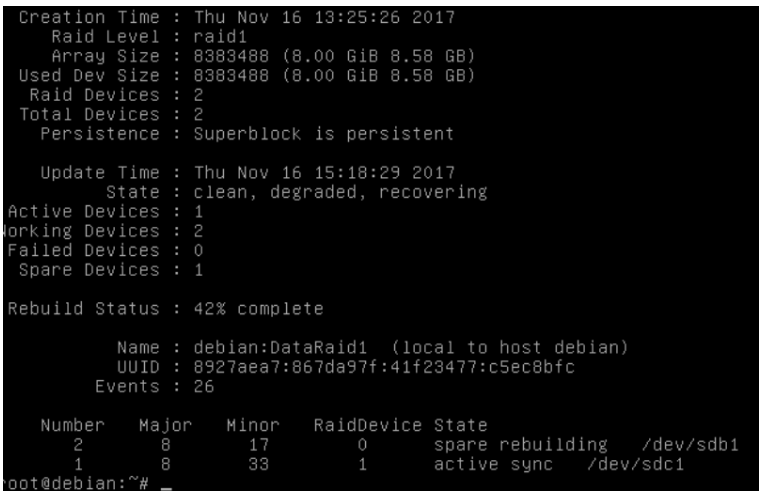 Creation Time : Thu Nov 16 13:25:26 2017
Raid Level : raid1
Array Size : 8383488 (8.00 GiB 8.58 GB)
Used Dev Size : 8383488 (8.00 GiB 8.58 GB)
Raid Devices : 2
Total Devices : 2
Persistence : Superblock is persistent
Update Time : Thu Nov 16 15:18:29 2017
State : clean, degraded, recovering
Active Devices : 1
Working Devices : 2
Failed Devices : 0
Spare Devices : 1
Rebuild Status : 42% complete
Name : debian:DataRaid1 (local to host debian)
UUID : 8927aea7:867da97f:41f23477:c5ec8bfc
Events : 26
Number Major Minor RaidDevice State
2 8 17 0 spare rebuilding /dev/sdb1
1 8 33 1 active sync /dev/sdc1
root@debian:~# _